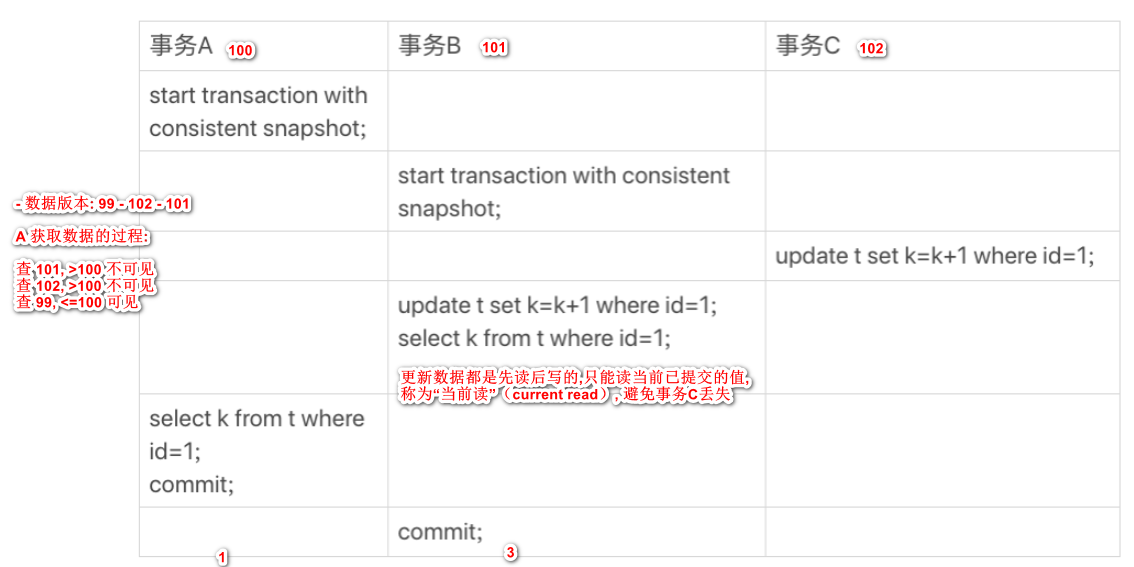 事务A 100
事务B 101
事务C 102
start transaction with
consistent snapshot;
start transaction with consistent
snapshot;
- 数据版本: 99 - 102 - 101
A 获取数据的过程:
查 101, >100 不可见
查 102, >100 不可见
查 99, <=100 可见
update t set k=k+1 where id=1;
update t set k=k+1 where id=1;
select k from t where id=1;
更新数据都是先读后写的,只能读当前已提交的值,
称为“当前读”（current read）, 避免事务C丢失
select k from t where
id=1;
commit;
commit;
1
3